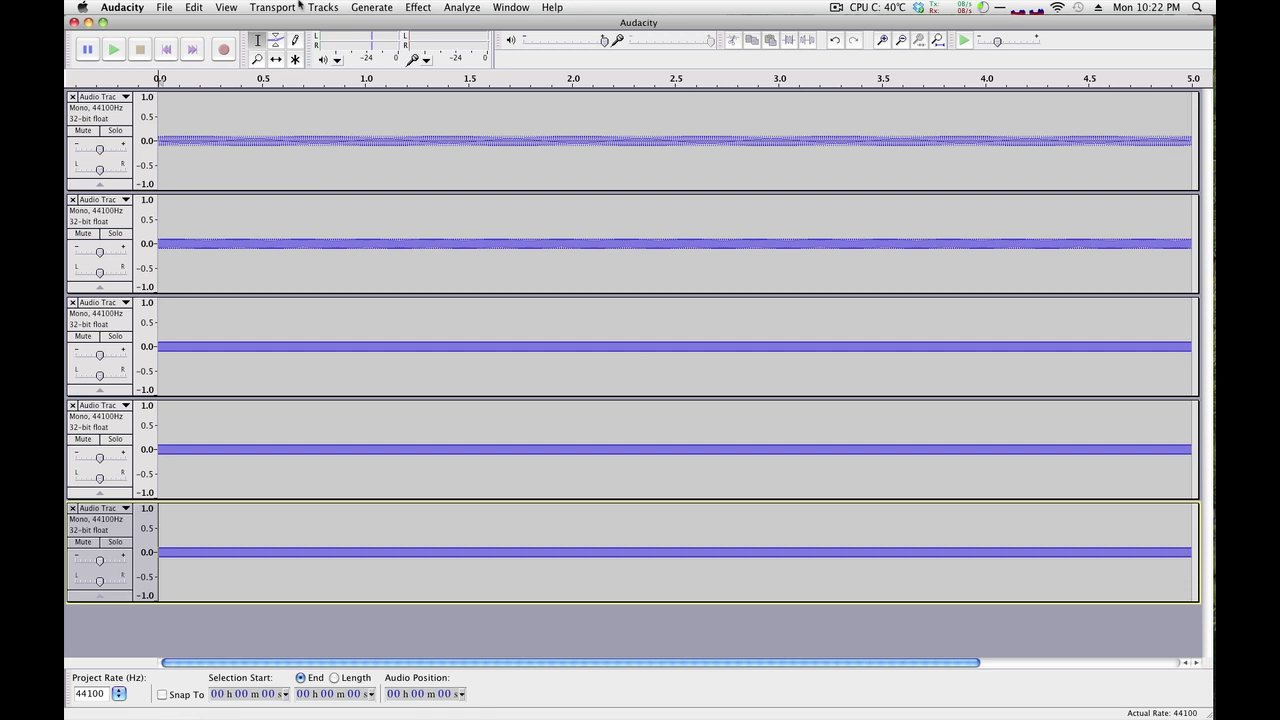 Audacity File Edit View Transport Tracks Generate Effect Analyze Window Help CPU C: 40°C Tx: 0B/s Mon 10:22 PM
Rx: 0B/s
Audacity
L R -24 0 L R -24 0
0.0 0.5 1.0 1.5 2.0 2.5 3.0 3.5 4.0 4.5 5.0
Audio Trac 1.0
Mono, 44100Hz
32-bit float 0.5
Mute Solo
- + 0.0
L R -0.5
-1.0
Audio Trac 1.0
Mono, 44100Hz
32-bit float 0.5
Mute Solo
- + 0.0
L R -0.5
-1.0
Audio Trac 1.0
Mono, 44100Hz
32-bit float 0.5
Mute Solo
- + 0.0
L R -0.5
-1.0
Audio Trac 1.0
Mono, 44100Hz
32-bit float 0.5
Mute Solo
- + 0.0
L R -0.5
-1.0
Audio Trac 1.0
Mono, 44100Hz
32-bit float 0.5
Mute Solo
- + 0.0
L R -0.5
-1.0
Project Rate (Hz): Selection Start: End Length Audio Position:
44100 Snap To 00 h 00 m 00 s 00 h 00 m 00 s 00 h 00 m 00 s
Actual Rate: 44100